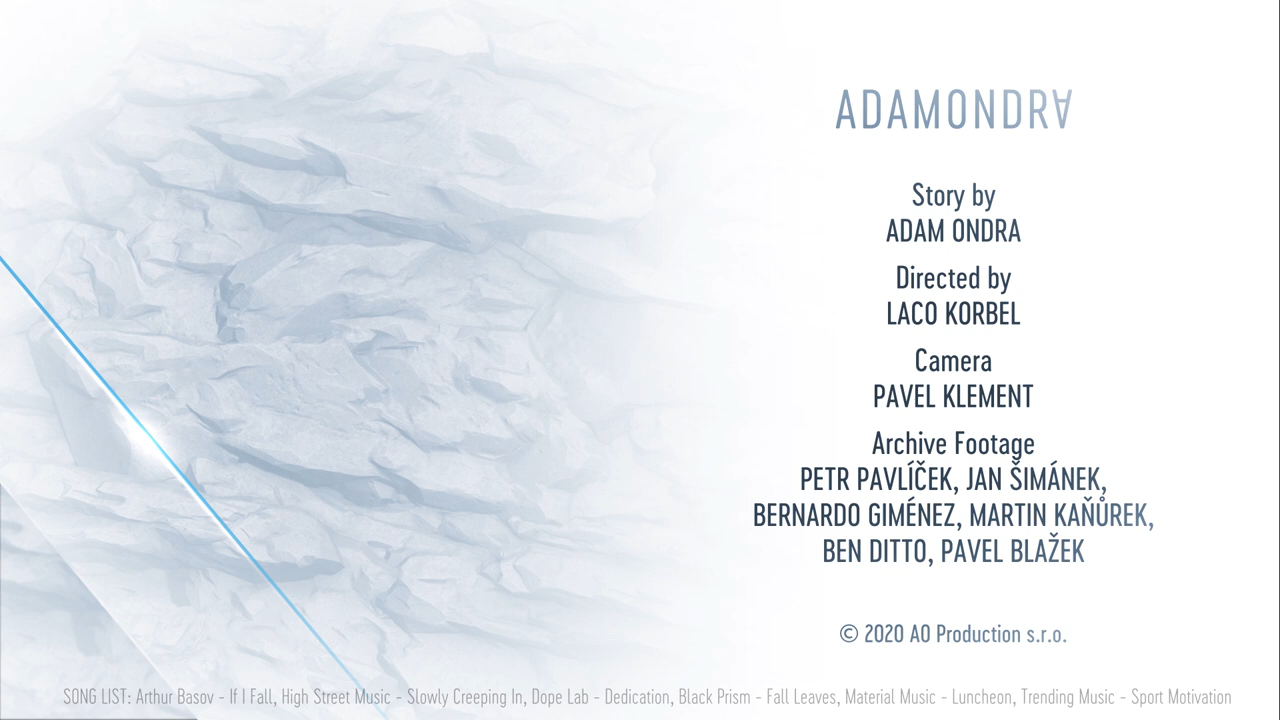 ADAMONDRA
Story by
ADAM ONDRA
Directed by
LACO KORBEL
Camera
PAVEL KLEMENT
Archive Footage
PETR PAVLÍČEK, JAN ŠIMÁNEK,
BERNARDO GIMÉNEZ, MARTIN KAŇŮREK,
BEN DITTO, PAVEL BLAŽEK
© 2020 AO Production s.r.o.
SONG LIST: Arthur Basov - If I Fall, High Street Music - Slowly Creeping In, Dope Lab - Dedication, Black Prism - Fall Leaves, Material Music - Luncheon, Trending Music - Sport Motivation